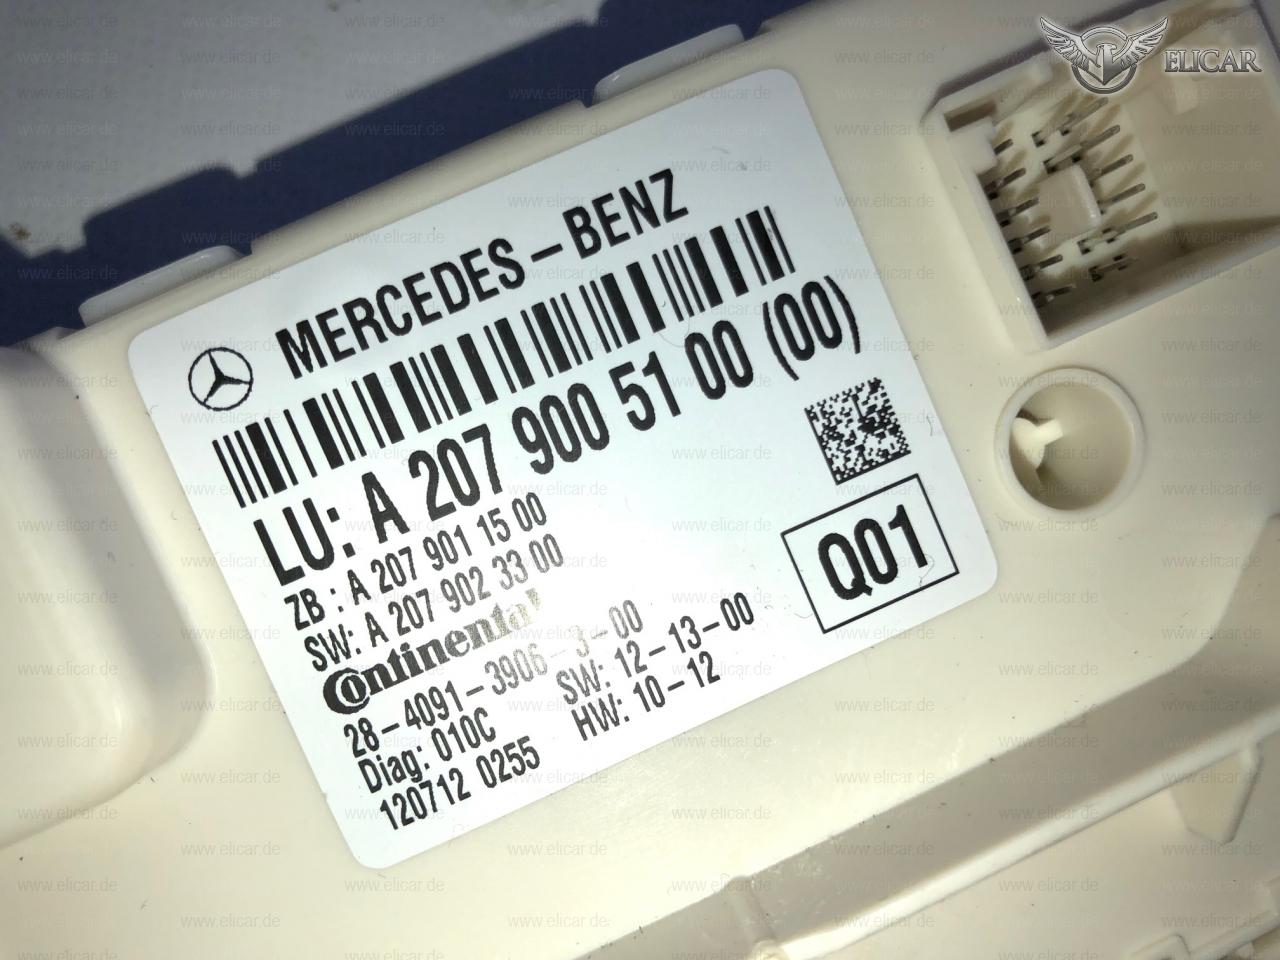 ELICAR
MERCEDES-BENZ
LU: A 207 900 51 00 (00)
ZB : A 207 901 15 00
SW: A 207 902 33 00
Q01
Continental
28-4091-3906-3-00
Diag: 010C SW: 12-13-00
120712 0255 HW: 10-12
www.elicar.de